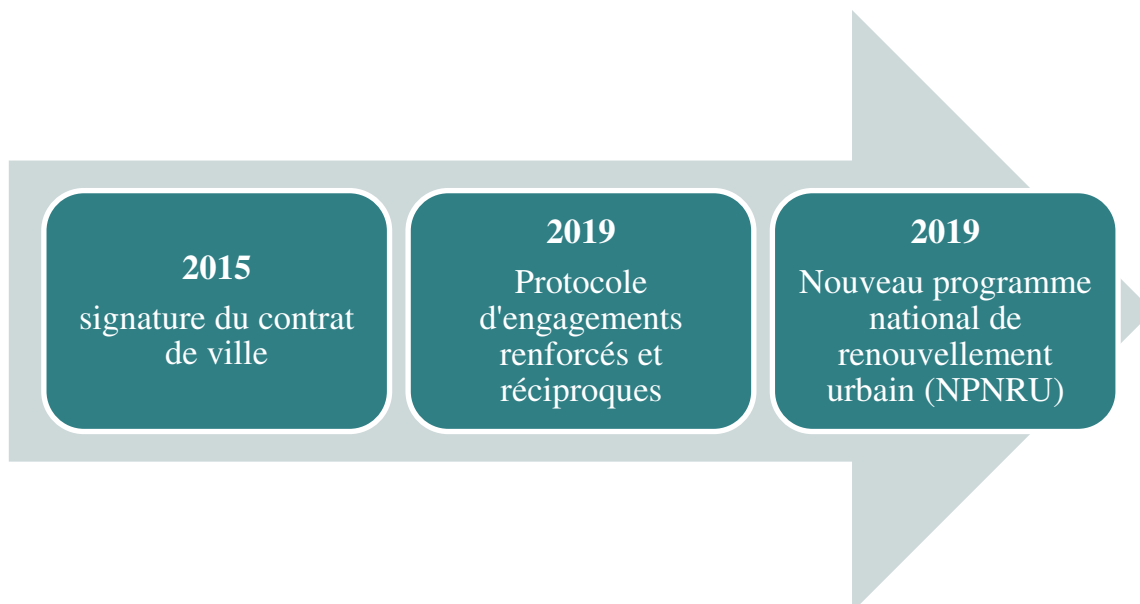 2015
signature du contrat
de ville
2019
Protocole
d'engagements
renforcés et
réciproques
2019
Nouveau programme
national de
renouvellement
urbain (NPNRU)